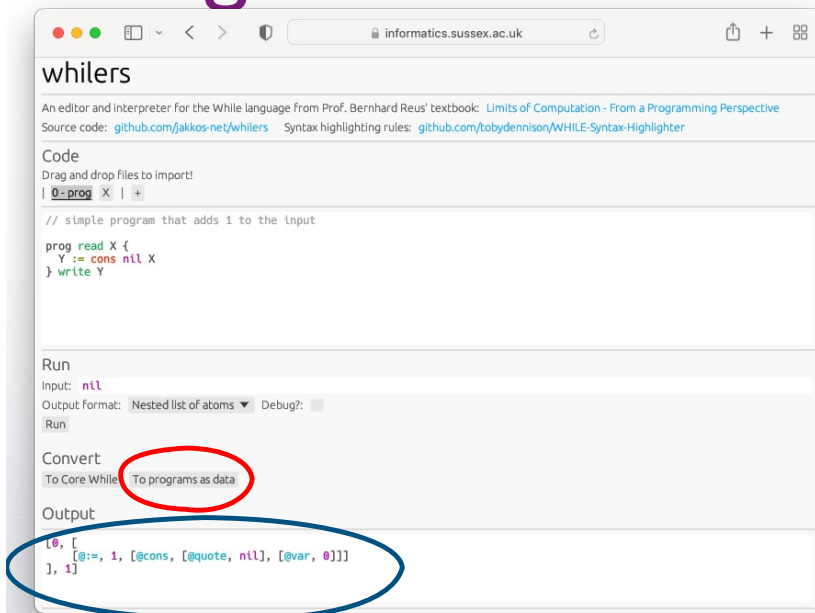 informatics.sussex.ac.uk
whilers
An editor and interpreter for the While language from Prof. Bernhard Reus' textbook: Limits of Computation - From a Programming Perspective
Source code: github.com/jakkos-net/whilers Syntax highlighting rules: github.com/tobydennison/WHILE-Syntax-Highlighter
Code
Drag and drop files to import!
| 0 - prog X | +
// simple program that adds 1 to the input
prog read X {
Y := cons nil X
} write Y
Run
Input: nil
Output format: Nested list of atoms ▼ Debug?:
Run
Convert
To Core While To programs as data
Output
[0, [
[@:=, 1, [@cons, [@quote, nil], [@var, 0]]]
], 1]